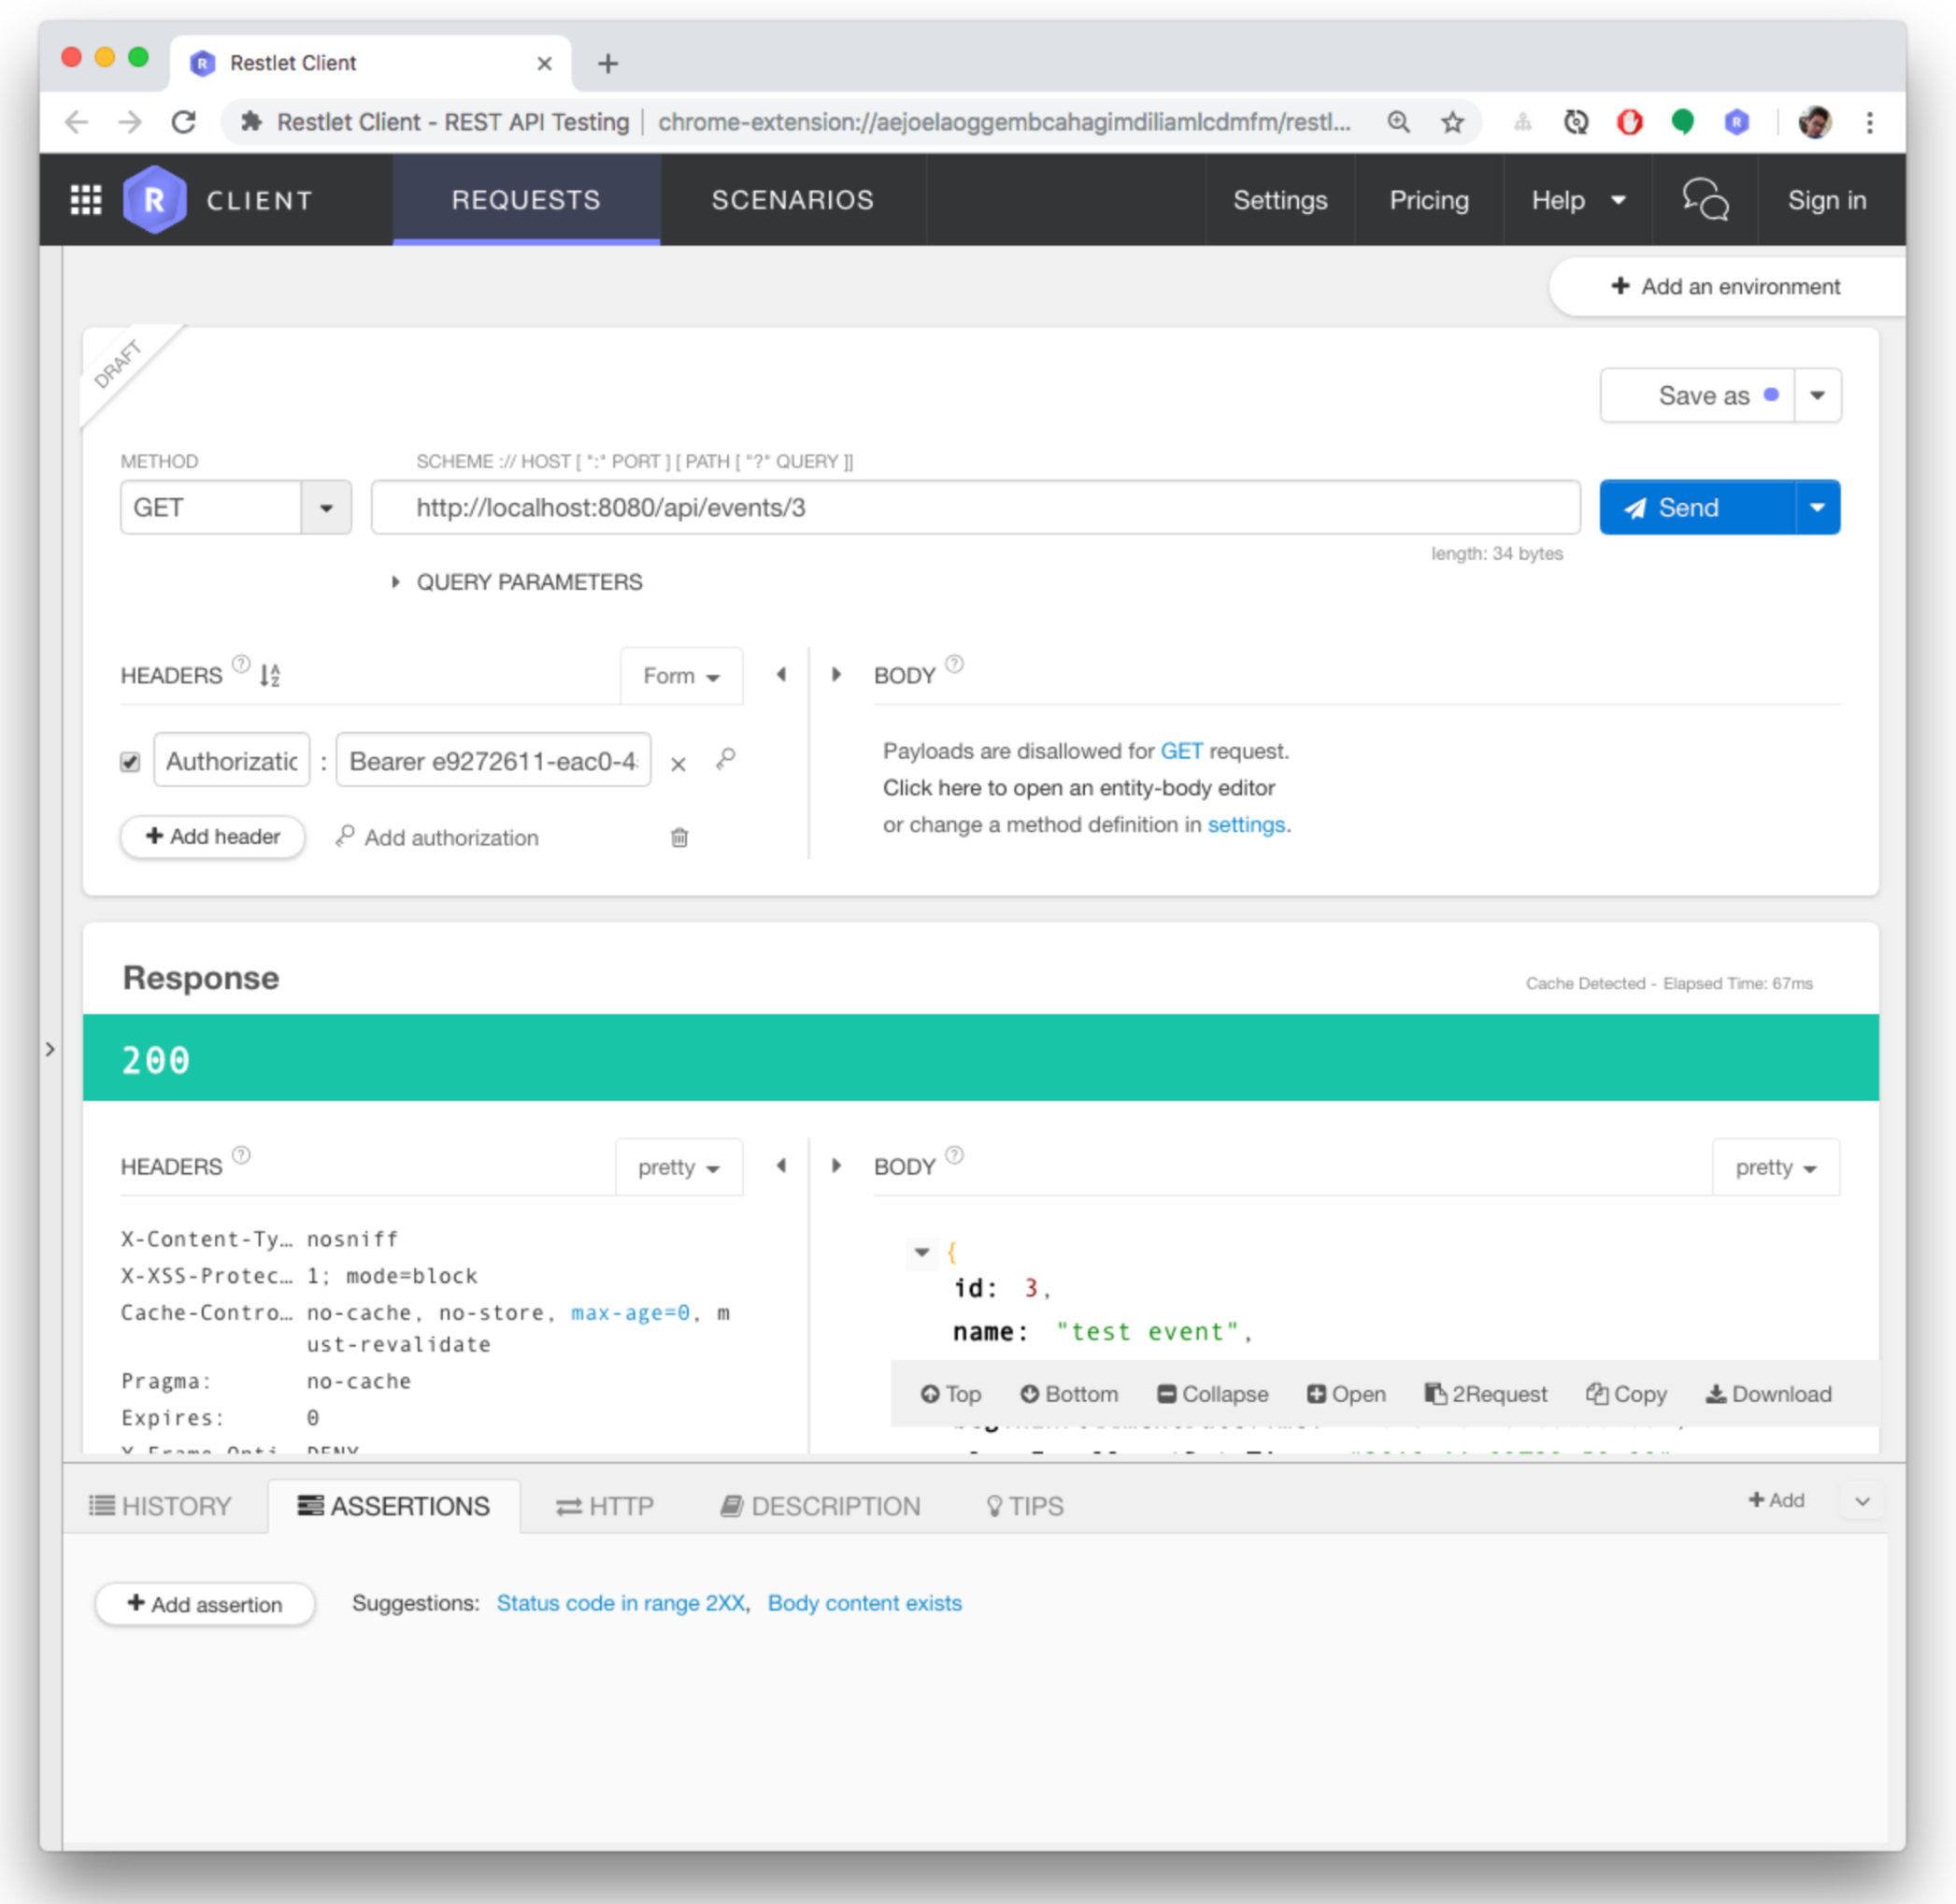 Restlet Client
Restlet Client - REST API Testing chrome-extension://aejoelaoggembcahagimdiliamlcdmfm/restl...
R CLIENT REQUESTS SCENARIOS Settings Pricing Help Sign in
+ Add an environment
DRAFT
Save as
METHOD SCHEME :// HOST [ ":" PORT ] [ PATH [ "?" QUERY ]]
GET http://localhost:8080/api/events/3 Send
length: 34 bytes
QUERY PARAMETERS
HEADERS Form BODY
Authorizatic : Bearer e9272611-eac0-4
Payloads are disallowed for GET request.
Click here to open an entity-body editor
or change a method definition in settings.
+ Add header Add authorization
Response Cache Detected - Elapsed Time: 67ms
200
HEADERS pretty BODY pretty
X-Content-Ty... nosniff
X-XSS-Protec... 1; mode=block
Cache-Contro... no-cache, no-store, max-age=0, m
ust-revalidate
Pragma: no-cache
Expires: 0
X-Frame-Opti... DENY
{
id: 3,
name: "test event",
Top Bottom Collapse Open 2Request Copy Download
HISTORY ASSERTIONS HTTP DESCRIPTION TIPS + Add
+ Add assertion Suggestions: Status code in range 2XX, Body content exists